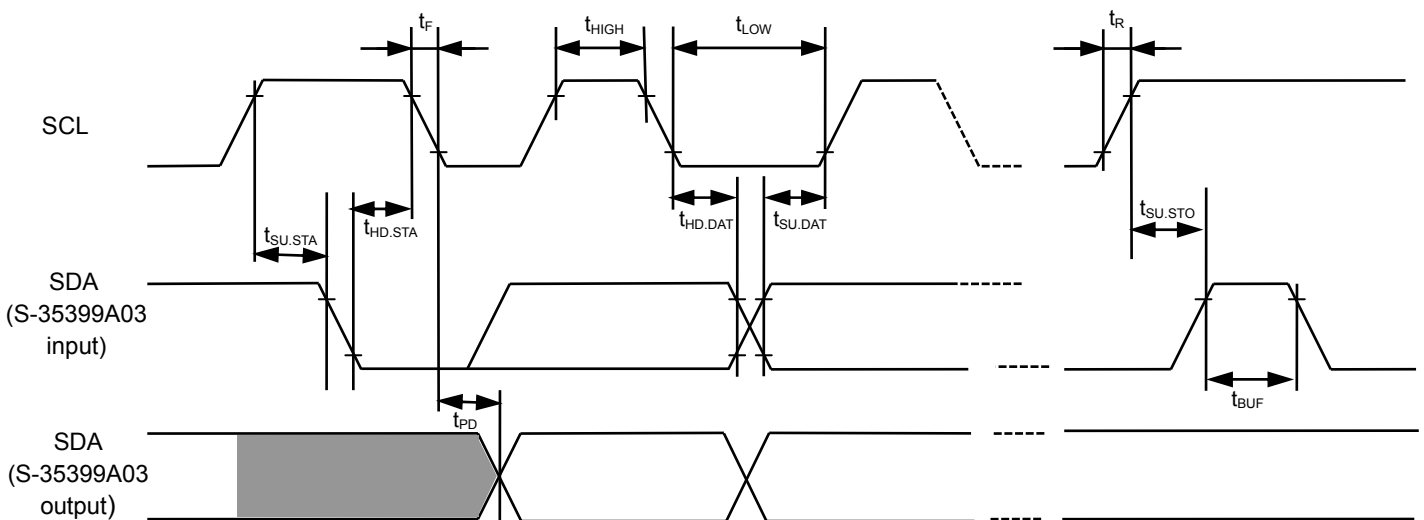 tF
tHIGH
tLOW
tR
SCL
tSU.STA
tHD.STA
tHD.DAT
tSU.DAT
tSU.STO
SDA
(S-35399A03
input)
tBUF
tPD
SDA
(S-35399A03
output)